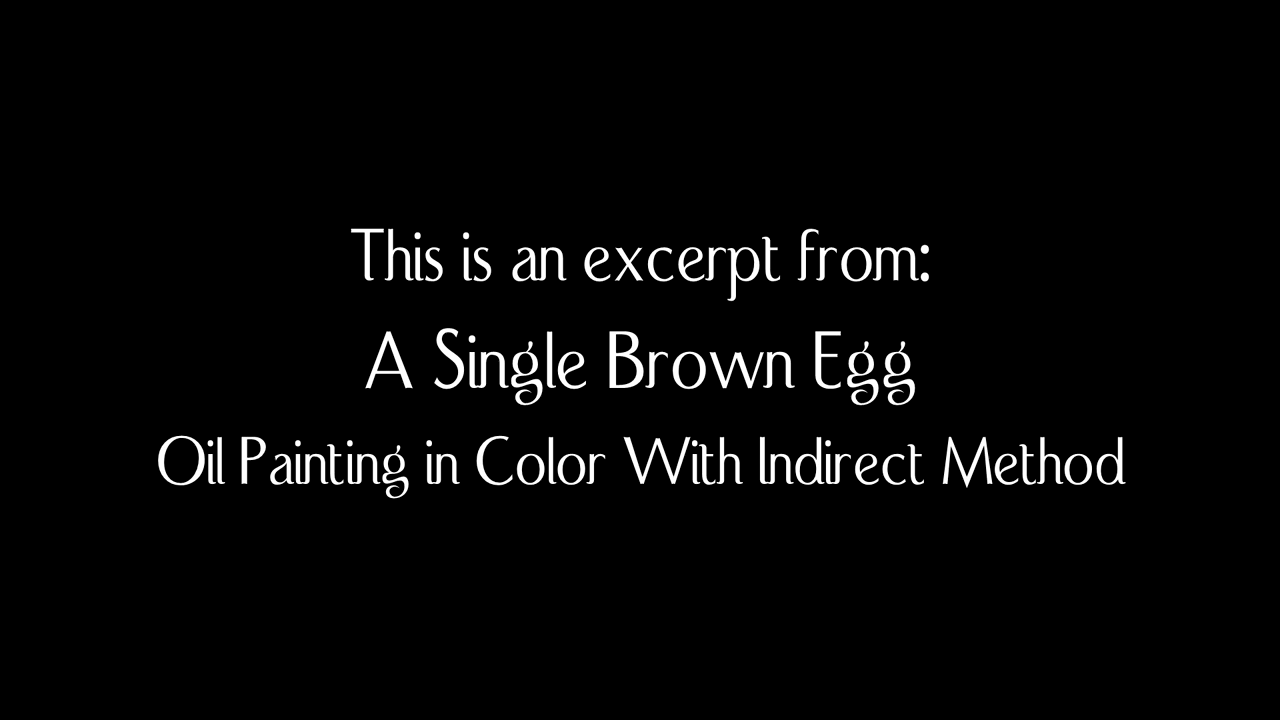 This is an excerpt from:
A Single Brown Egg
Oil Painting in Color With Indirect Method